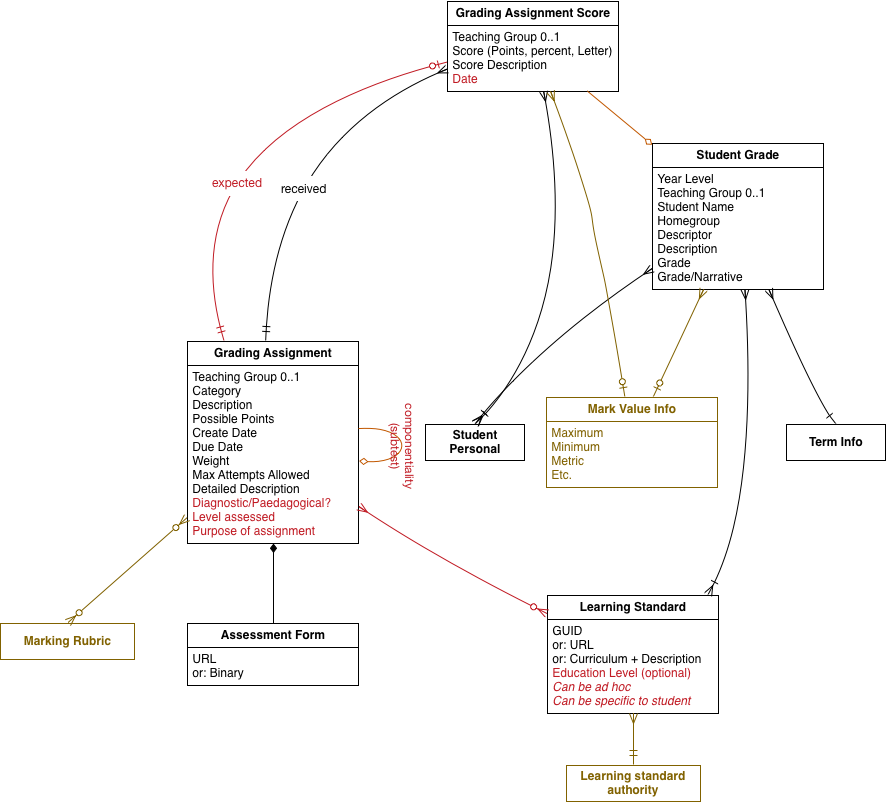 Grading Assignment Score
Teaching Group 0..1
Score (Points, percent, Letter)
Score Description
Date
Student Grade
Year Level
Teaching Group 0..1
Student Name
Homegroup
Descriptor
Description
Grade
Grade/Narrative
expected
received
Grading Assignment
Teaching Group 0..1
Category
Description
Possible Points
Create Date
Due Date
Weight
Max Attempts Allowed
Detailed Description
Diagnostic/Paedagogical?
Level assessed
Purpose of assignment
componentiality
(subtest)
Student
Personal
Mark Value Info
Maximum
Minimum
Metric
Etc.
Term Info
Marking Rubric
Assessment Form
URL
or: Binary
Learning Standard
GUID
or: URL
or: Curriculum + Description
Education Level (optional)
Can be ad hoc
Can be specific to student
Learning standard
authority